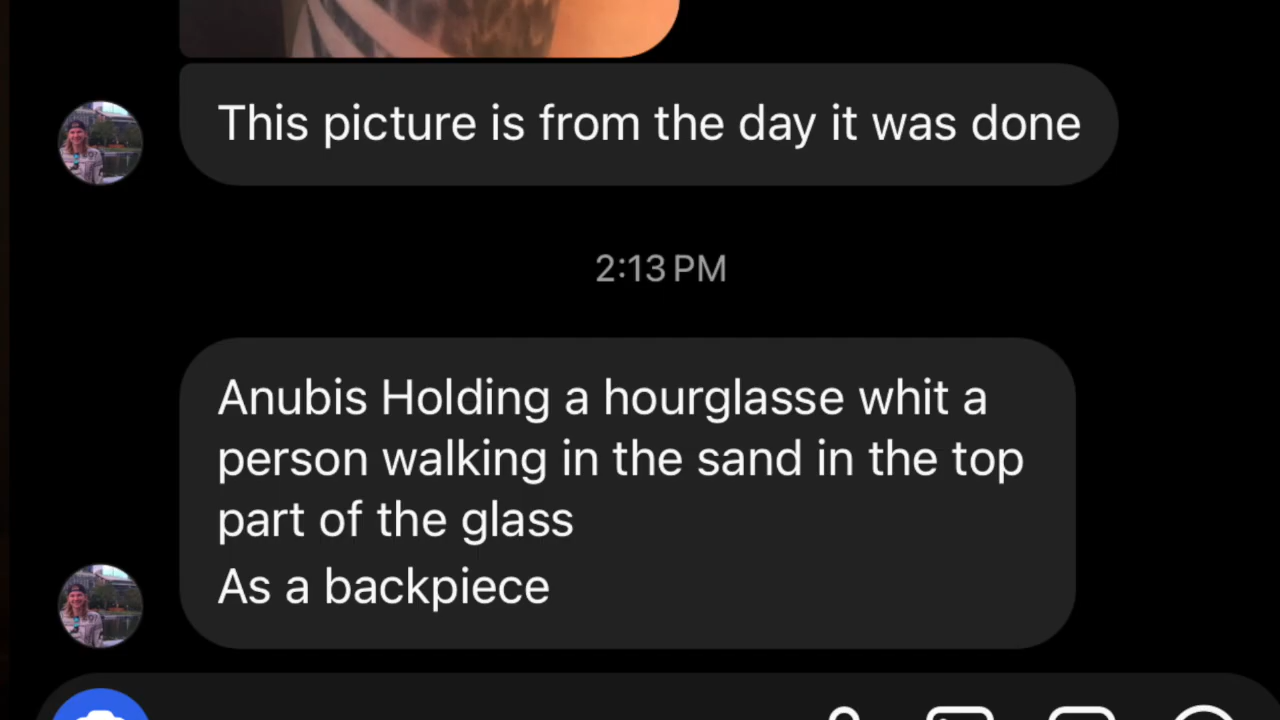 This picture is from the day it was done
2:13 PM
Anubis Holding a hourglasse whit a
person walking in the sand in the top
part of the glass
As a backpiece